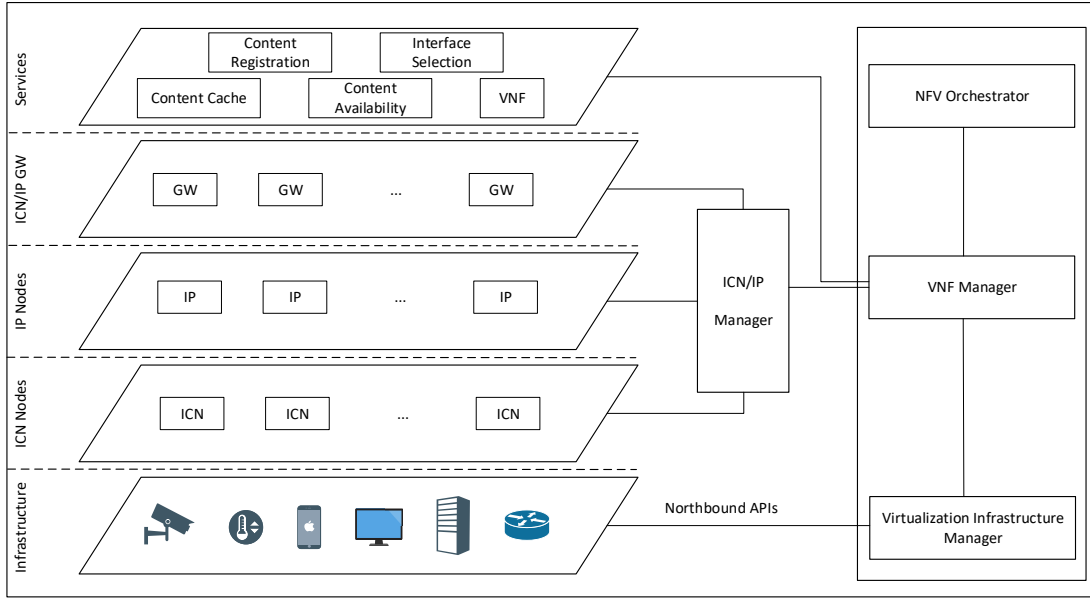 Services
Content
Registration
Interface
Selection
Content Cache
Content
Availability
VNF
ICN/IP GW
GW
GW
...
GW
IP Nodes
IP
IP
...
IP
ICN Nodes
ICN
ICN
...
ICN
Infrastructure
ICN/IP
Manager
Northbound APIs
NFV Orchestrator
VNF Manager
Virtualization Infrastructure
Manager